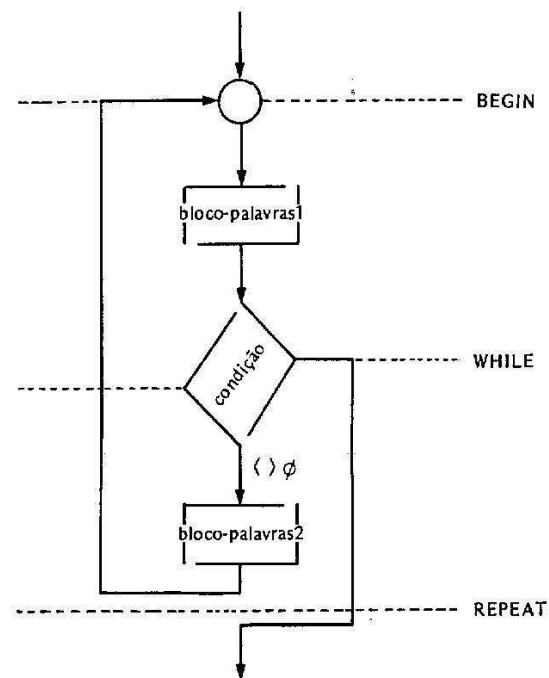 BEGIN
bloco-palavras1
condição
WHILE
< > ∅
bloco-palavras2
REPEAT